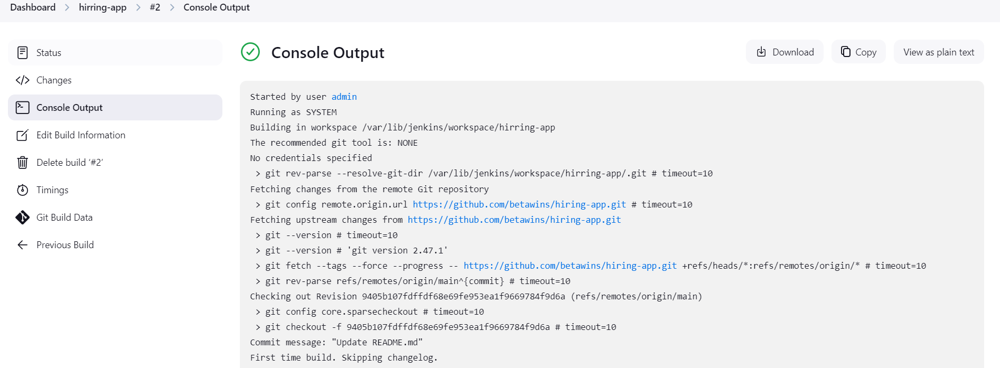 Dashboard > hirring-app > #2 > Console Output
Status
Changes
Console Output
Edit Build Information
Delete build ‘#2’
Timings
Git Build Data
Previous Build
Console Output
Download
Copy
View as plain text
Started by user admin
Running as SYSTEM
Building in workspace /var/lib/jenkins/workspace/hirring-app
The recommended git tool is: NONE
No credentials specified
> git rev-parse --resolve-git-dir /var/lib/jenkins/workspace/hirring-app/.git # timeout=10
Fetching changes from the remote Git repository
> git config remote.origin.url https://github.com/betawins/hiring-app.git # timeout=10
Fetching upstream changes from https://github.com/betawins/hiring-app.git
> git --version # timeout=10
> git --version # 'git version 2.47.1'
> git fetch --tags --force --progress -- https://github.com/betawins/hiring-app.git +refs/heads/*:refs/remotes/origin/* # timeout=10
> git rev-parse refs/remotes/origin/main^{commit} # timeout=10
Checking out Revision 9405b107fdffdf68e69fe953ea1f9669784f9d6a (refs/remotes/origin/main)
> git config core.sparsecheckout # timeout=10
> git checkout -f 9405b107fdffdf68e69fe953ea1f9669784f9d6a # timeout=10
Commit message: "Update README.md"
First time build. Skipping changelog.